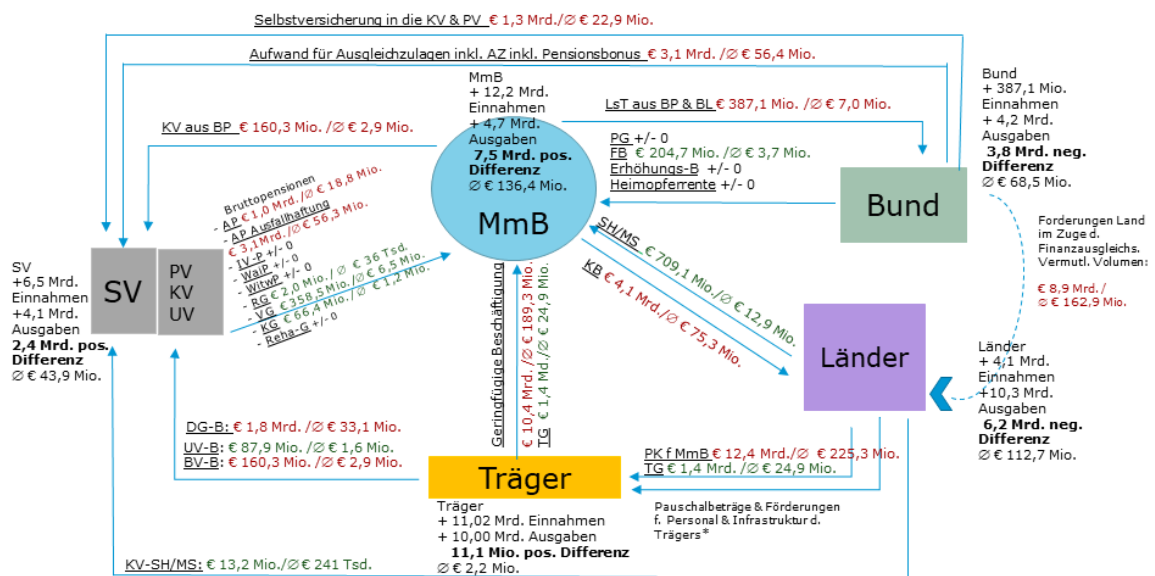 Selbstversicherung in die KV & PV € 1,3 Mrd./∅ € 22,9 Mio.
Aufwand für Ausgleichzulagen inkl. AZ inkl. Pensionsbonus € 3,1 Mrd./∅ € 56,4 Mio.
MmB
+ 12,2 Mrd.
Einnahmen
+ 4,7 Mrd.
Ausgaben
7,5 Mrd. pos.
Differenz
∅ € 136,4 Mio.
MmB
LsT aus BP & BL € 387,1 Mio./∅ € 7,0 Mio.
PG +/- 0
FB € 204,7 Mio./∅ € 3,7 Mio.
Erhöhungs-B +/- 0
Heimopferrente +/- 0
Bund
+ 387,1 Mio.
Einnahmen
+ 4,2 Mrd.
Ausgaben
3,8 Mrd. neg.
Differenz
∅ € 68,5 Mio.
Bund
KV aus BP € 160,3 Mio./∅ € 2,9 Mio.
Bruttopensionen
- AP € 1,0 Mrd./∅ € 18,8 Mio.
- AP Ausfallhaftung
€ 3,1Mrd./∅ € 56,3 Mio.
- IV-P +/- 0
- WaiP +/- 0
- WitwP +/- 0
- RG € 2,0 Mio./∅ € 36 Tsd.
- VG € 358,5 Mio./∅ € 6,5 Mio.
- KG € 66,4 Mio./∅ € 1,2 Mio.
- Reha-G +/- 0
SV
+6,5 Mrd.
Einnahmen
+4,1 Mrd.
Ausgaben
2,4 Mrd. pos.
Differenz
∅ € 43,9 Mio.
SV
PV
KV
UV
SH/MS € 709,1 Mio./∅ € 12,9 Mio.
KB € 4,1 Mrd./∅ € 75,3 Mio.
Forderungen Land
im Zuge d.
Finanzausgleichs.
Vermutl. Volumen:
€ 8,9 Mrd./
∅ € 162,9 Mio.
Länder
Länder
+ 4,1 Mrd.
Einnahmen
+10,3 Mrd.
Ausgaben
6,2 Mrd. neg.
Differenz
∅ € 112,7 Mio.
Geringfügige Beschäftigung
€ 10,4 Mrd./∅ € 189,3 Mio.
TG € 1,4 Md/∅ € 24,9 Mio.
DG-B: € 1,8 Mrd./∅ € 33,1 Mio.
UV-B: € 87,9 Mio./∅ € 1,6 Mio.
BV-B: € 160,3 Mio./∅ € 2,9 Mio.
Träger
PK f MmB € 12,4 Mrd./∅ € 225,3 Mio.
TG € 1,4 Mrd./∅ € 24,9 Mio.
Pauschalbeträge & Förderungen
f. Personal & Infrastruktur d.
Trägers*
Träger
+ 11,02 Mrd. Einnahmen
+ 10,00 Mrd. Ausgaben
11,1 Mio. pos. Differenz
∅ € 2,2 Mio.
KV-SH/MS: € 13,2 Mio./∅ € 241 Tsd.